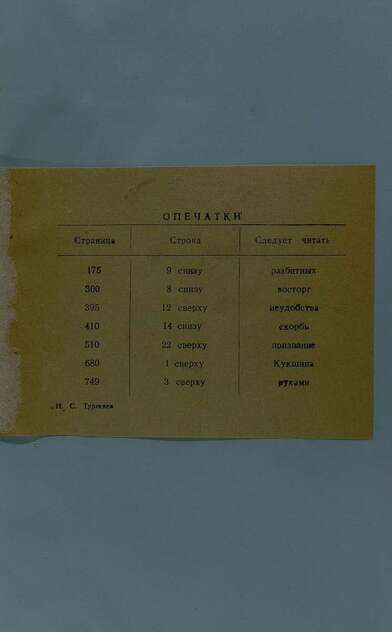 ОПЕЧАТКИ
Страница Строка Следует читать
175 9 снизу разбитных
300 8 снизу восторг
395 12 сверху неудобства
410 14 снизу скорбь
510 22 сверху призвание
680 1 сверху Кукшина
749 3 сверху руками
И. С. Тургенев